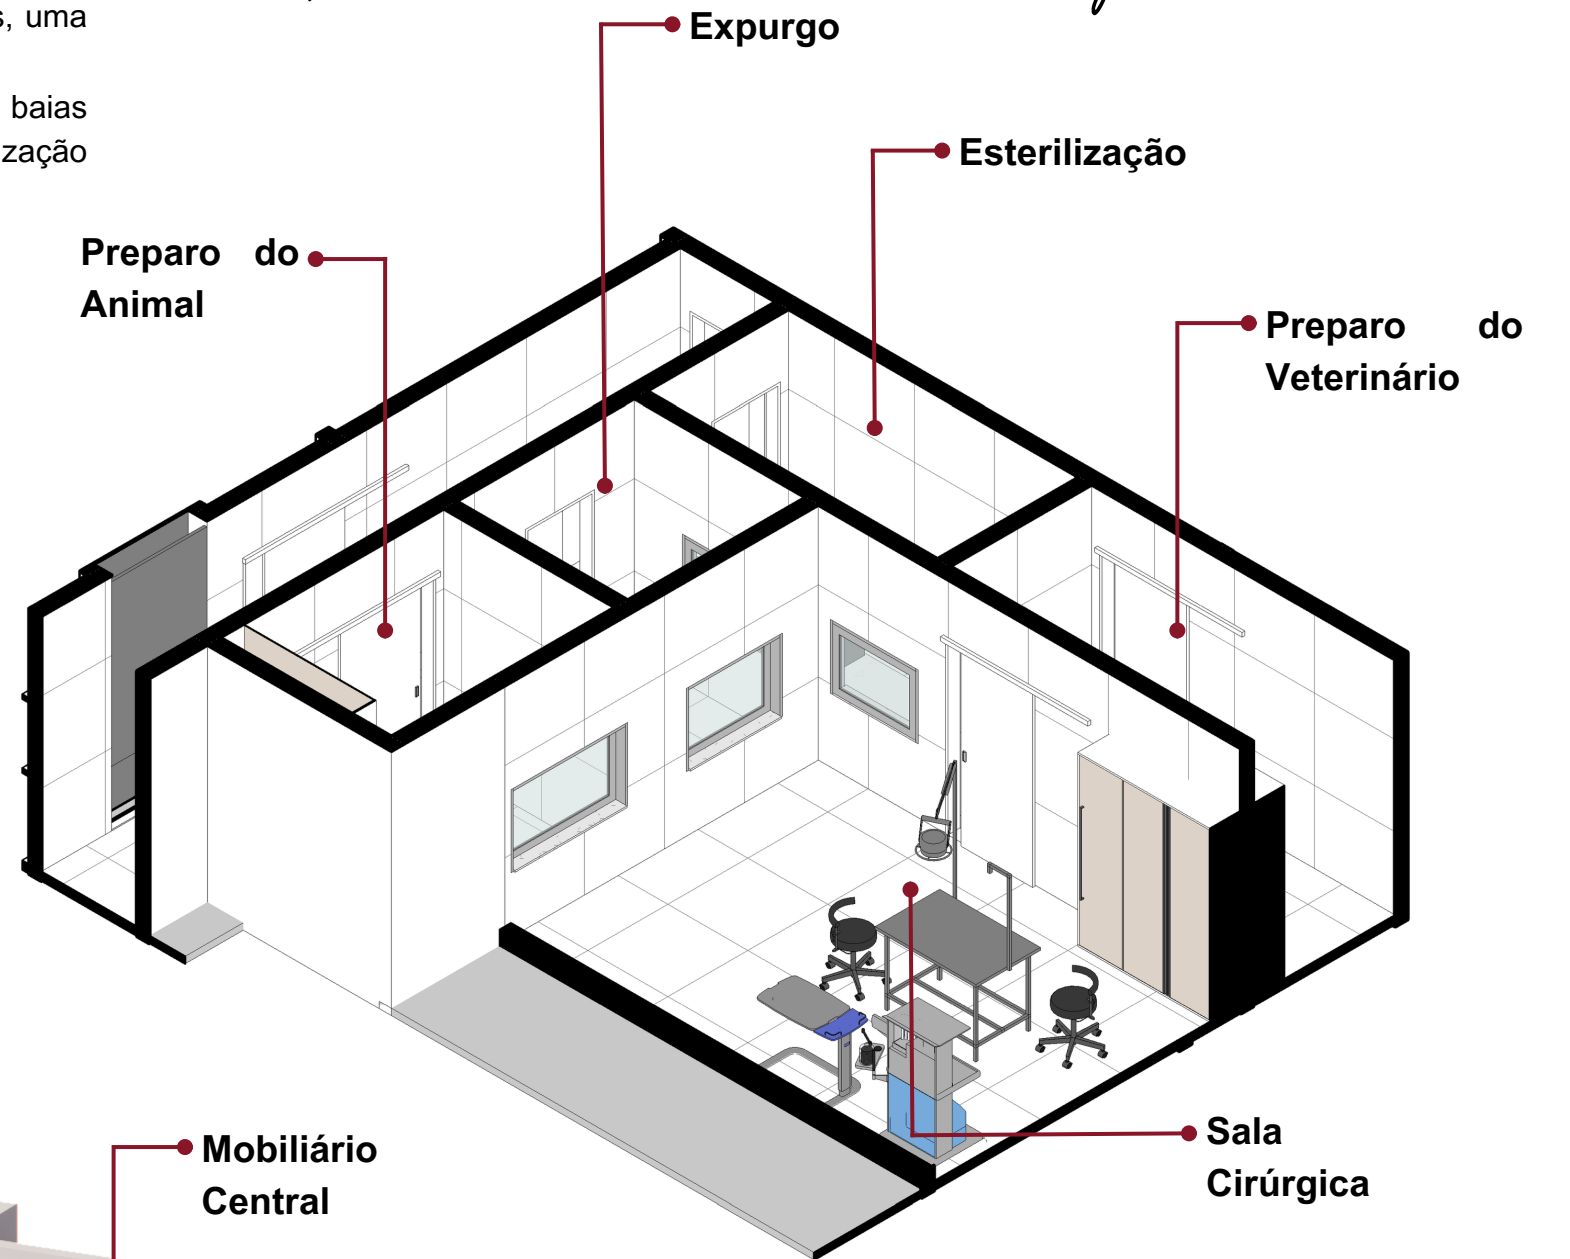 s, uma
baias
zação
Expurgo
Esterilização
Preparo do
Animal
Preparo do
Veterinário
Mobiliário
Central
Sala
Cirúrgica